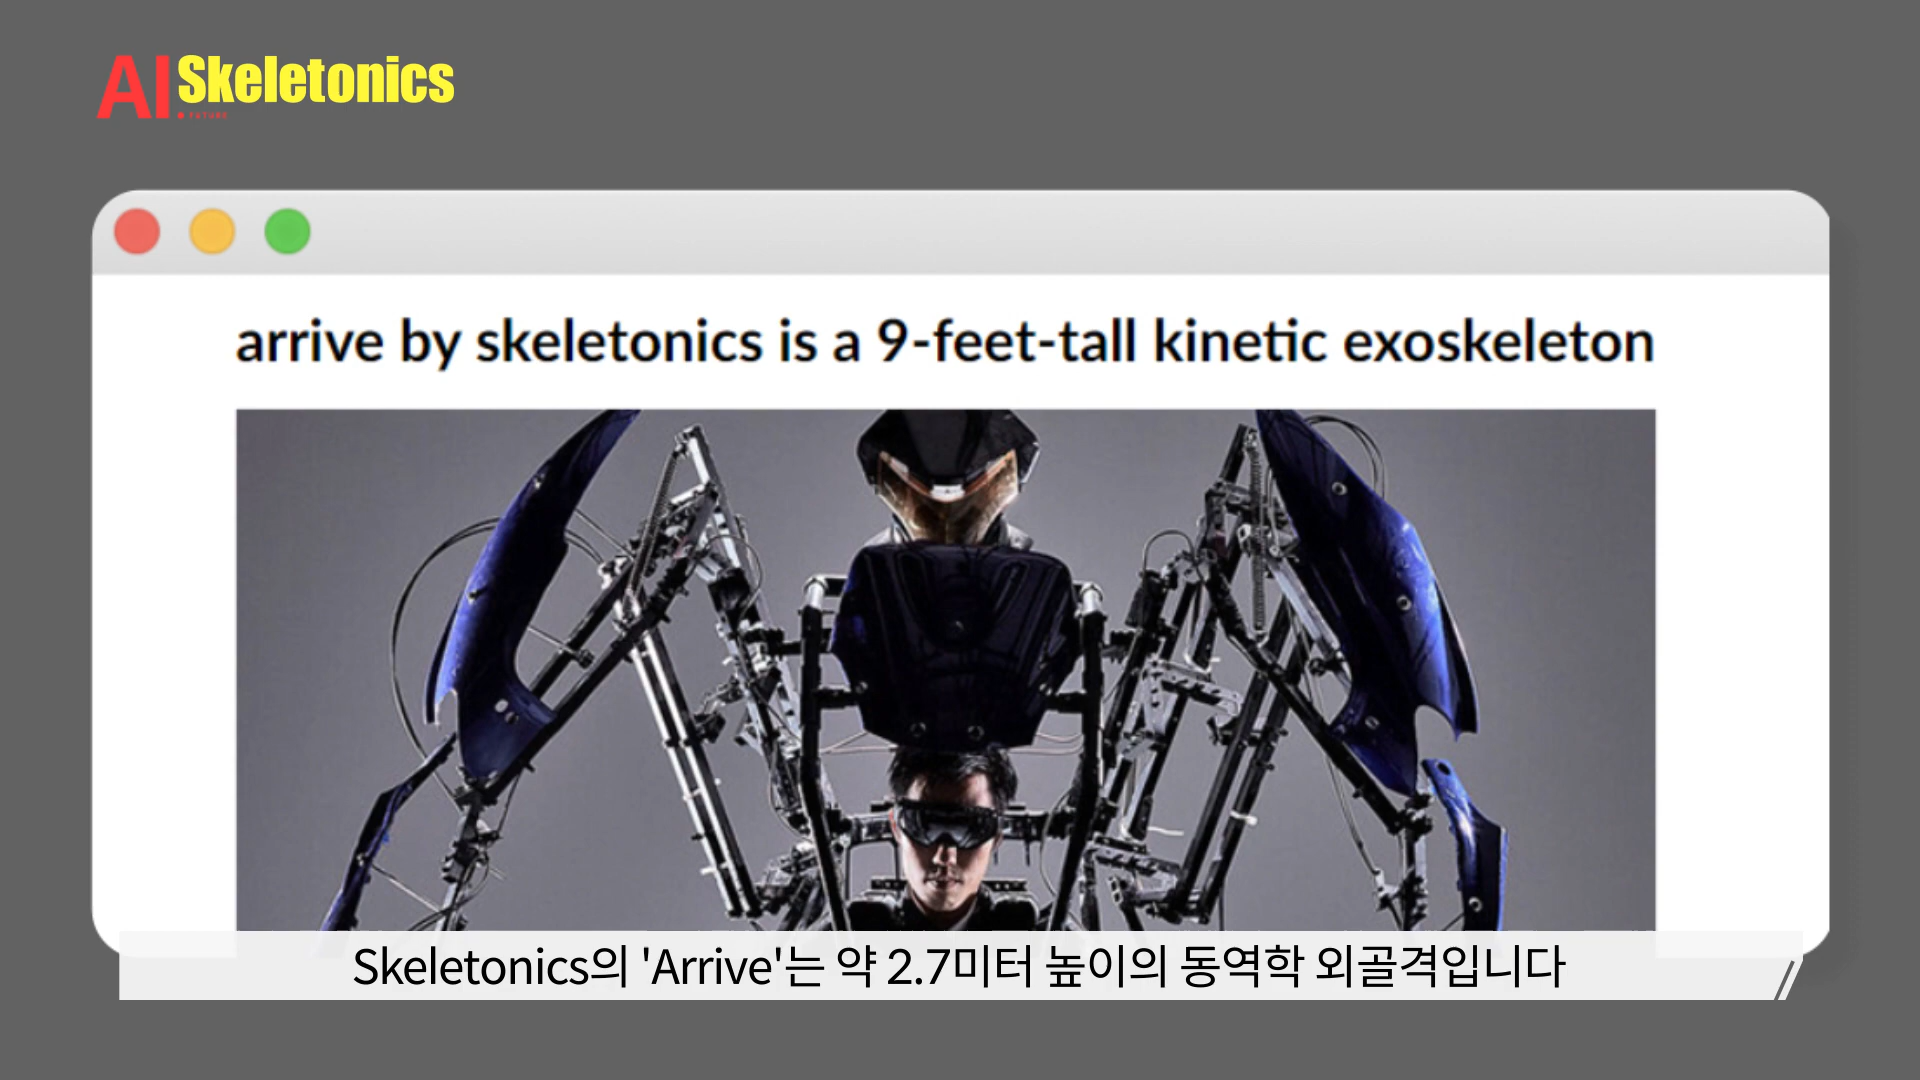 AI Skeletonics
FUTURE
arrive by skeletonics is a 9-feet-tall kinetic exoskeleton
Skeletonics의 'Arrive'는 약 2.7미터 높이의 동역학 외골격입니다